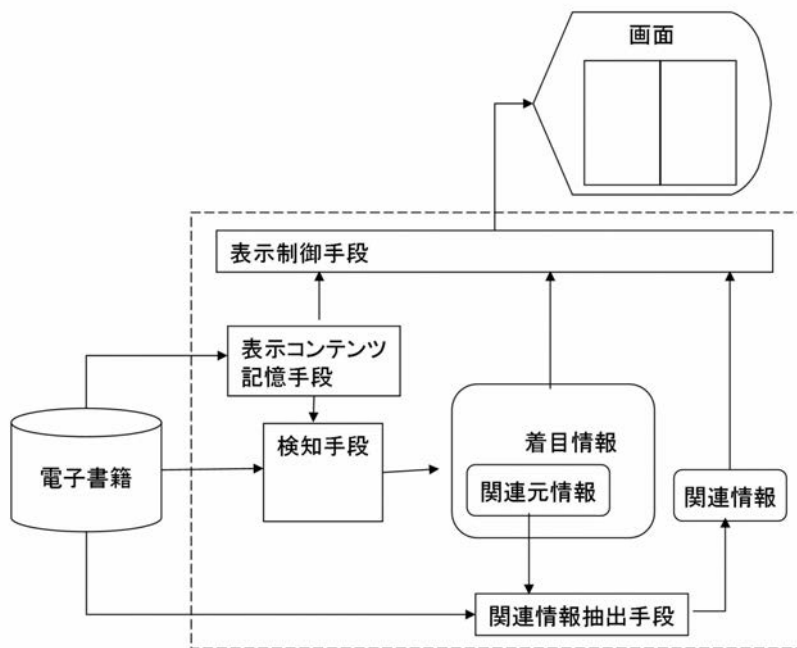 画面
表示制御手段
表示コンテンツ
記憶手段
検知手段
着目情報
電子書籍
関連元情報
関連情報
関連情報抽出手段